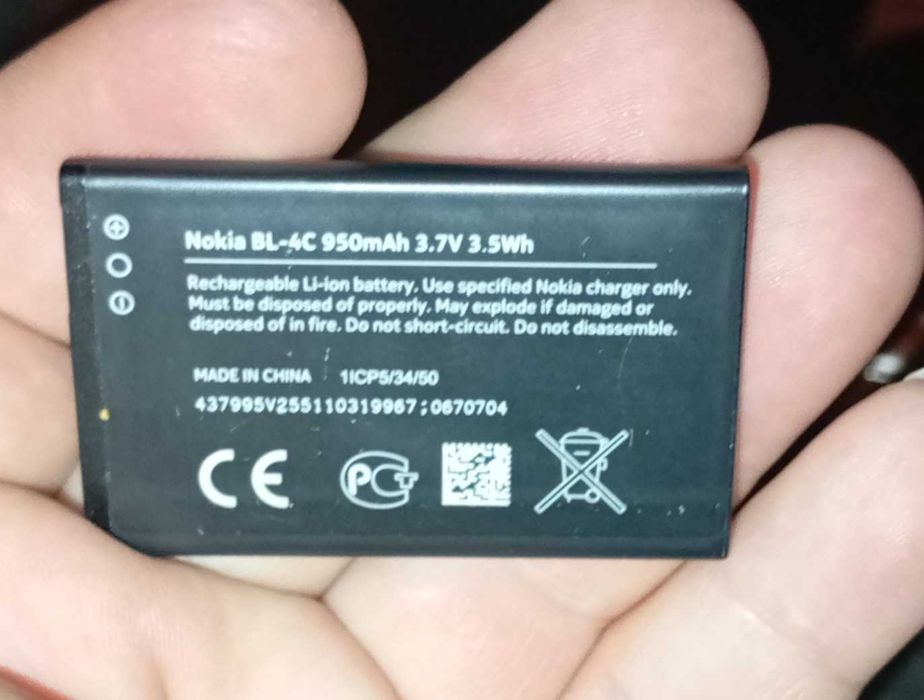 Nokia BL-4C 950mAh 3.7V 3.5Wh
Rechargeable Li-ion battery. Use specified Nokia charger only.
Must be disposed of properly. May explode if damaged or
disposed of in fire. Do not short-circuit. Do not disassemble.
MADE IN CHINA 1ICP5/34/50
437995V255110319967;0670704
CE PCT